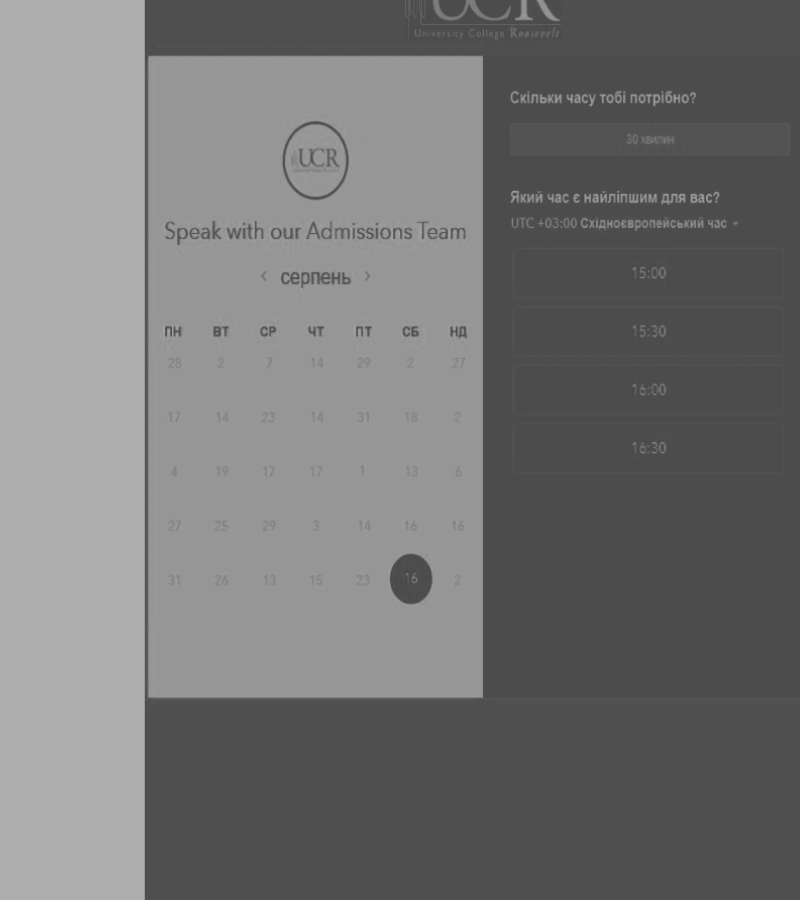 UCR
University College Roosevelt
UCR
Speak with our Admissions Team
‹ серпень ›
ПН ВТ СР ЧТ ПТ СБ НД
28 2 7 14 29 2 27
17 14 23 14 31 18 2
4 19 17 17 1 13 6
27 25 29 3 14 16 16
31 26 13 15 23 16 2
Скільки часу тобі потрібно?
30 хвилин
Який час є найліпшим для вас?
UTC +03:00 Східноєвропейський час
15:00
15:30
16:00
16:30